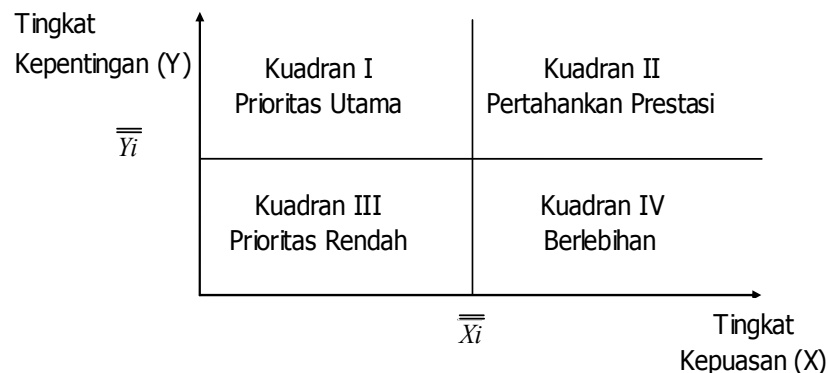 Tingkat
Kepentingan (Y)
Kuadran I
Prioritas Utama
Kuadran II
Pertahankan Prestasi
Yi
Kuadran III
Prioritas Rendah
Kuadran IV
Berlebihan
Xi
Tingkat
Kepuasan (X)